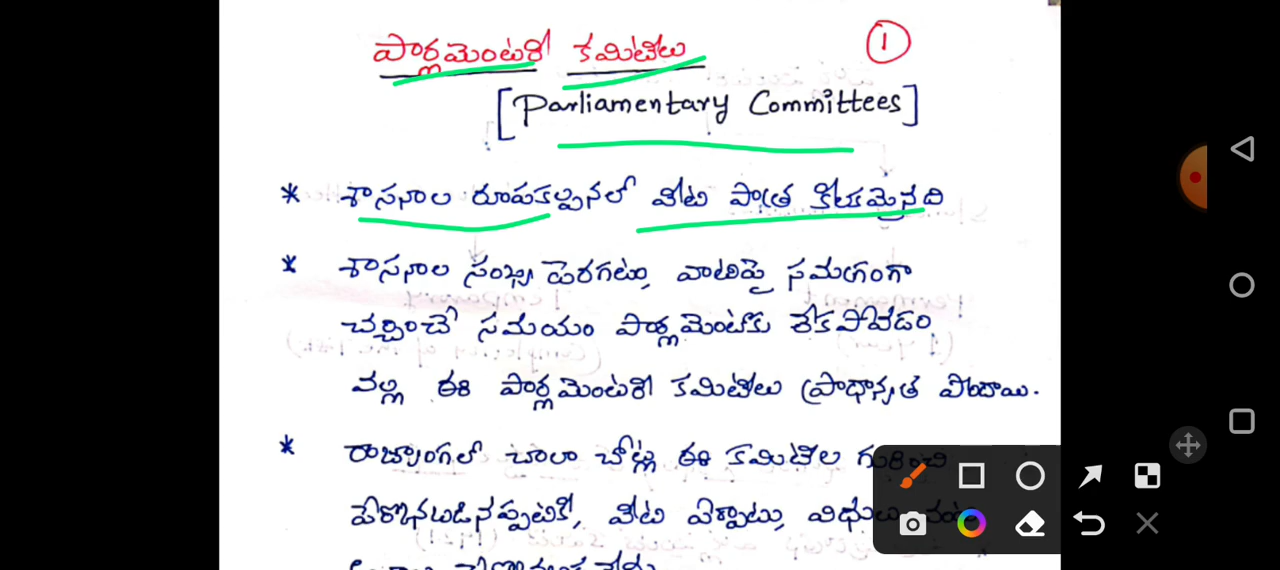 పార్లమెంటరీ కమిటీలు ①
[Parliamentary Committees]
* శాసనాల రూపకల్పనలో వీటి పాత్ర కీలకమైనది
* శాసనాల సంఖ్య పెరగటం, వాటిపై సమగ్రంగా
చర్చించే సమయం పార్లమెంట్‌కు లేకపోవడం
వల్ల ఈ పార్లమెంటరీ కమిటీలు ప్రాధాన్యత పొందాయి.
* రాజ్యాంగంలో చాలా చోట్ల ఈ కమిటీల గురించి
పేర్కొనబడినప్పటికీ, వీటి ఏర్పాటు, విధులు